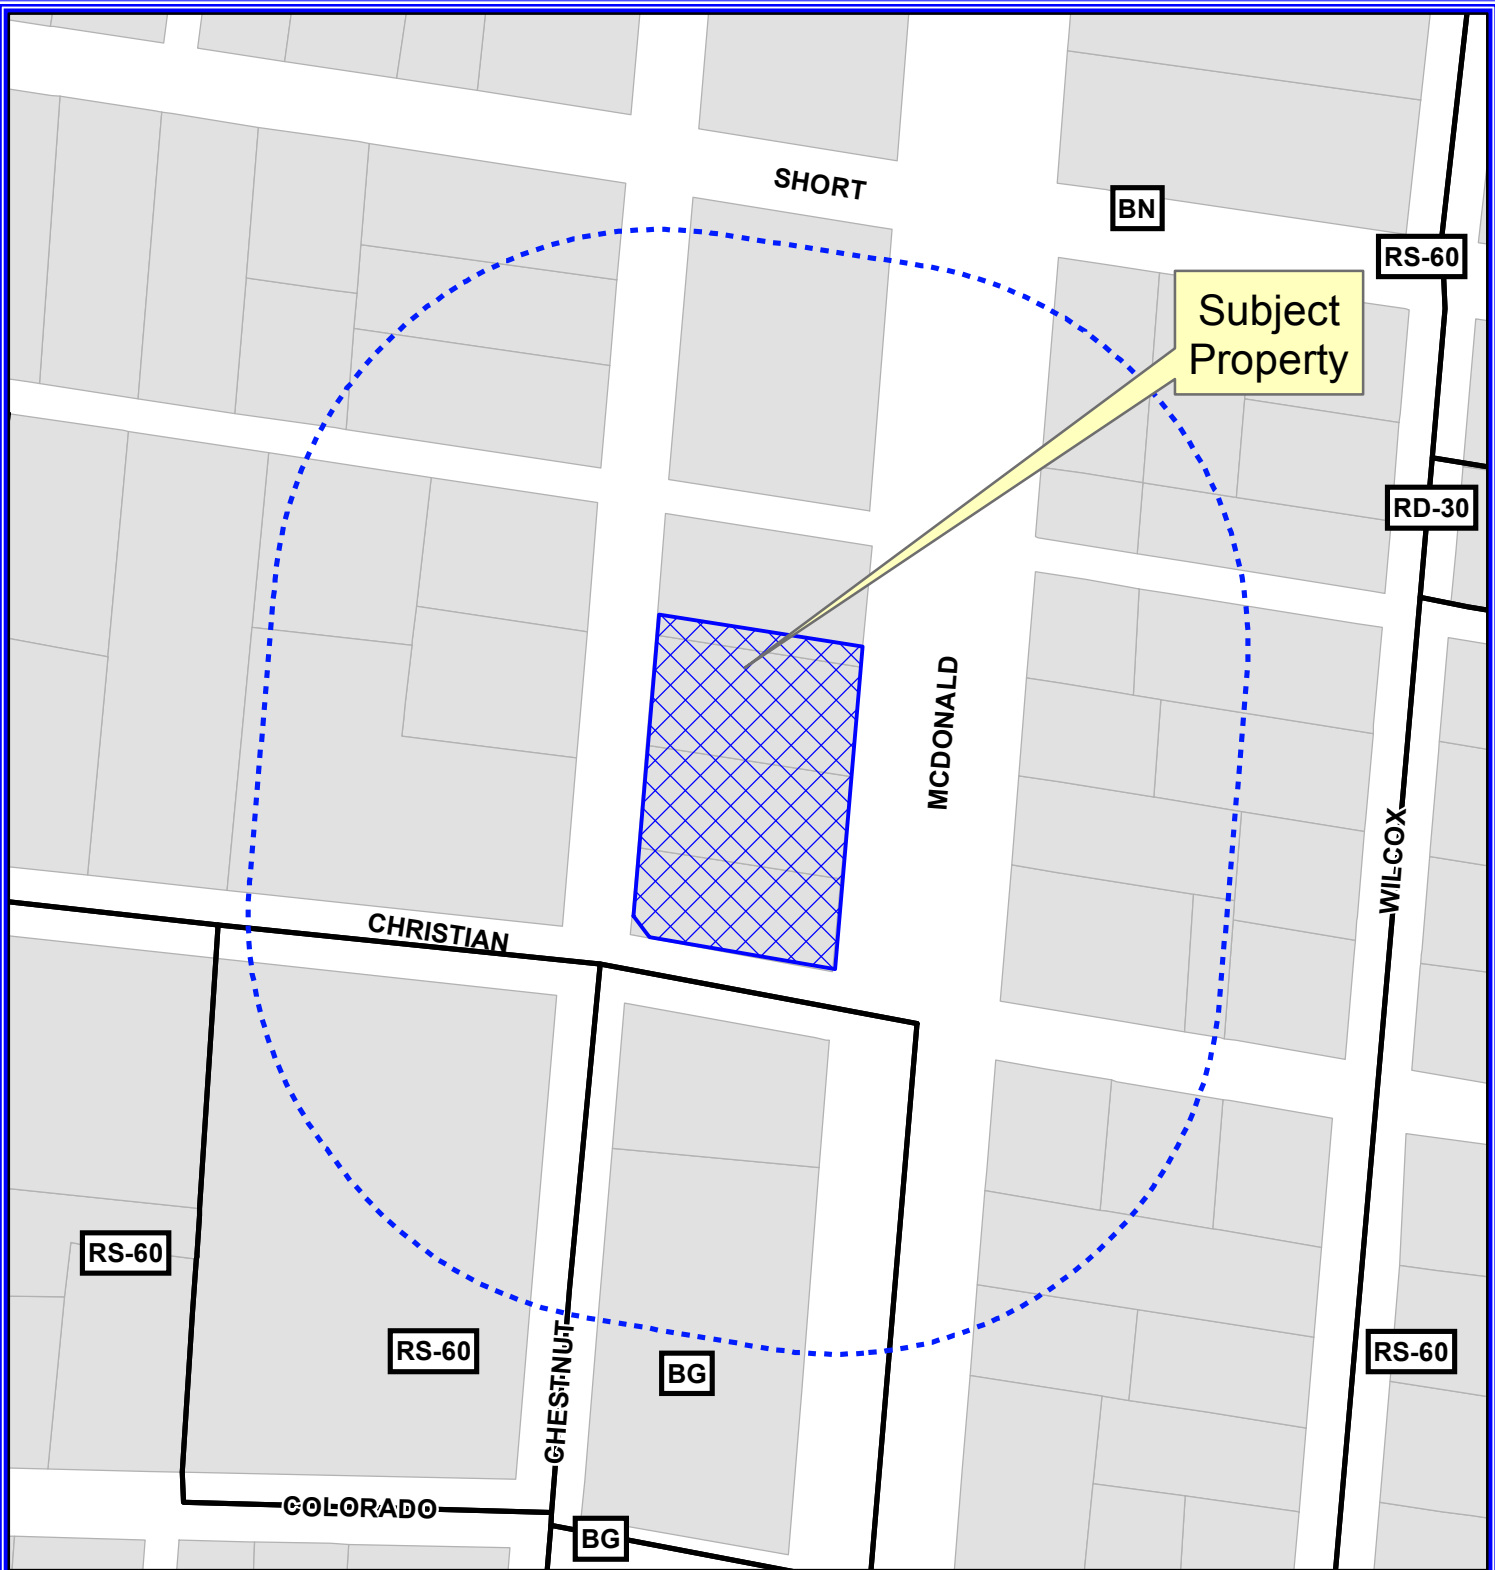 SHORT
BN
RS-60
Subject
Property
RD-30
MCDONALD
WILCOX
CHRISTIAN
RS-60
RS-60
CHESTNUT
BG
RS-60
COLORADO
BG